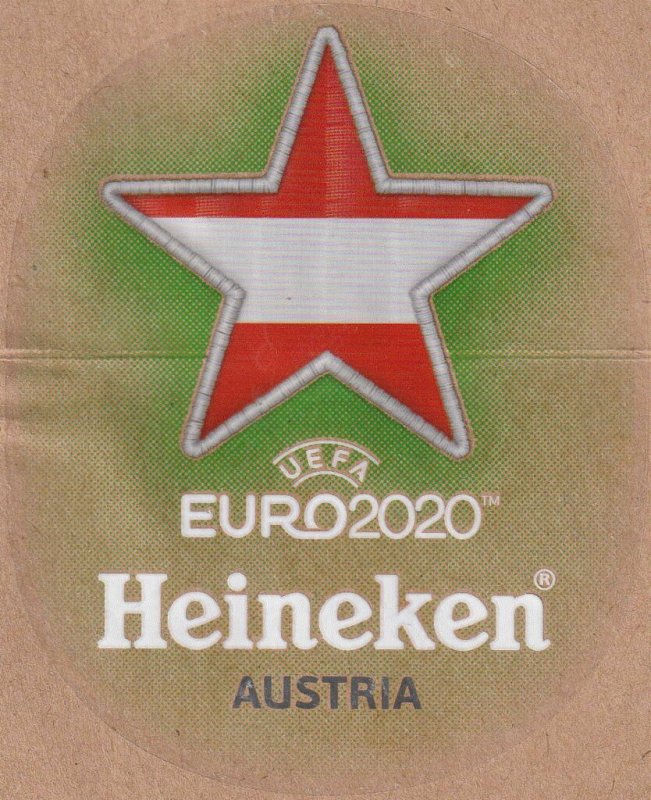 UEFA
EURO2020™
Heineken®
AUSTRIA